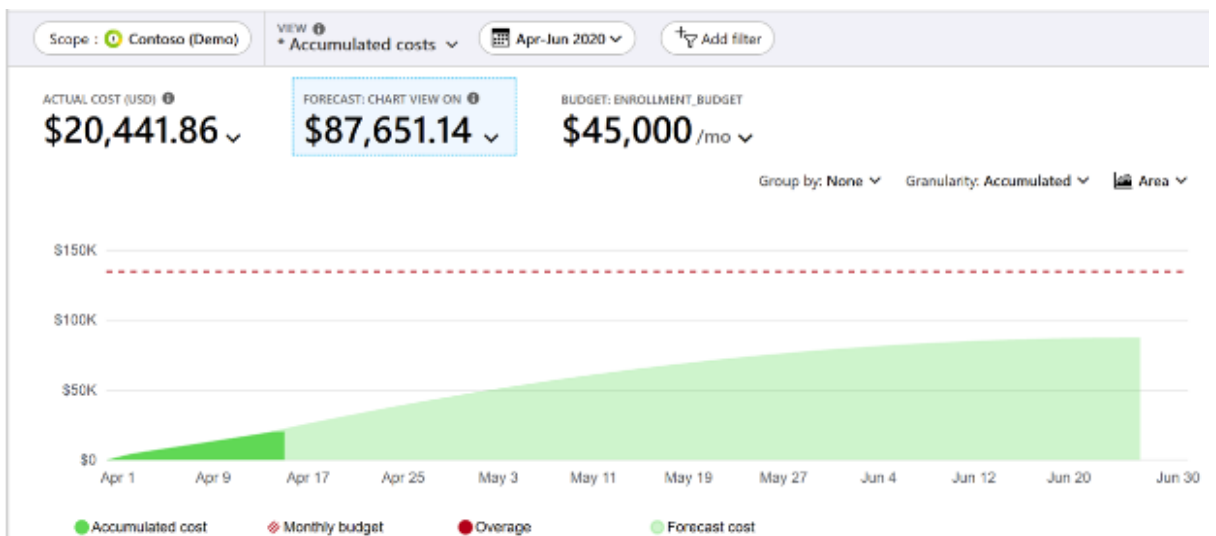 Scope : Contoso (Demo)
VIEW
* Accumulated costs
Apr-Jun 2020
Add filter
ACTUAL COST (USD)
$20,441.86
FORECAST: CHART VIEW ON
$87,651.14
BUDGET: ENROLLMENT_BUDGET
$45,000 /mo
Group by: None
Granularity: Accumulated
Area
$150K
$100K
$50K
$0
Apr 1
Apr 9
Apr 17
Apr 25
May 3
May 11
May 19
May 27
Jun 4
Jun 12
Jun 20
Jun 30
Accumulated cost
Monthly budget
Overage
Forecast cost